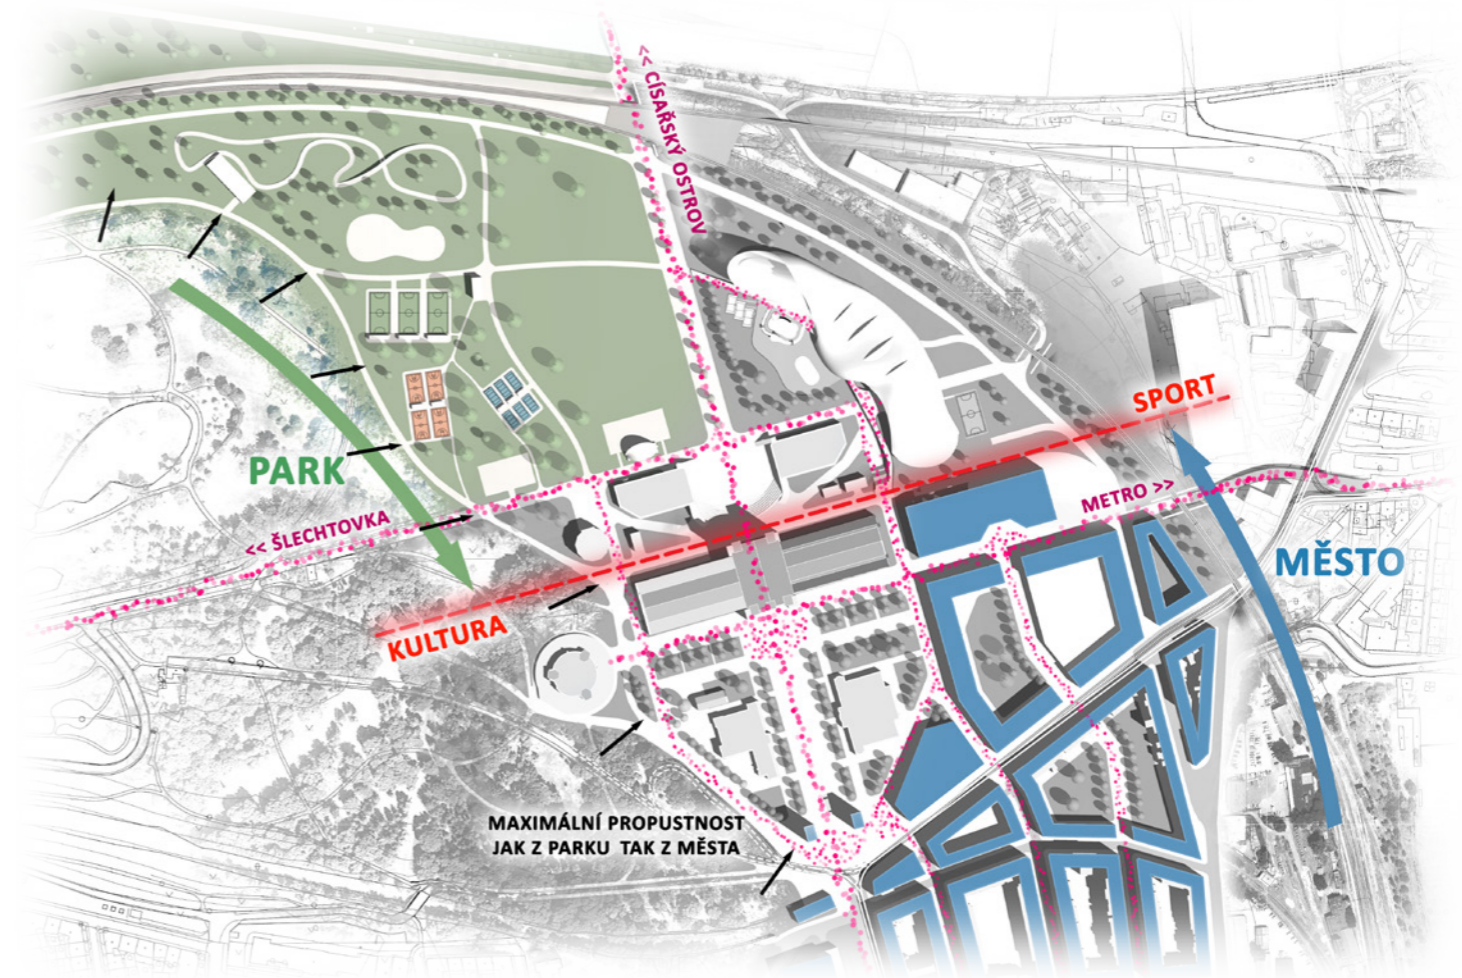 << CÍSAŘSKÝ OSTROV
SPORT
PARK
<< ŠLECHTOVKA
METRO >>
MĚSTO
KULTURA
MAXIMÁLNÍ PROPUSTNOST
JAK Z PARKU TAK Z MĚSTA